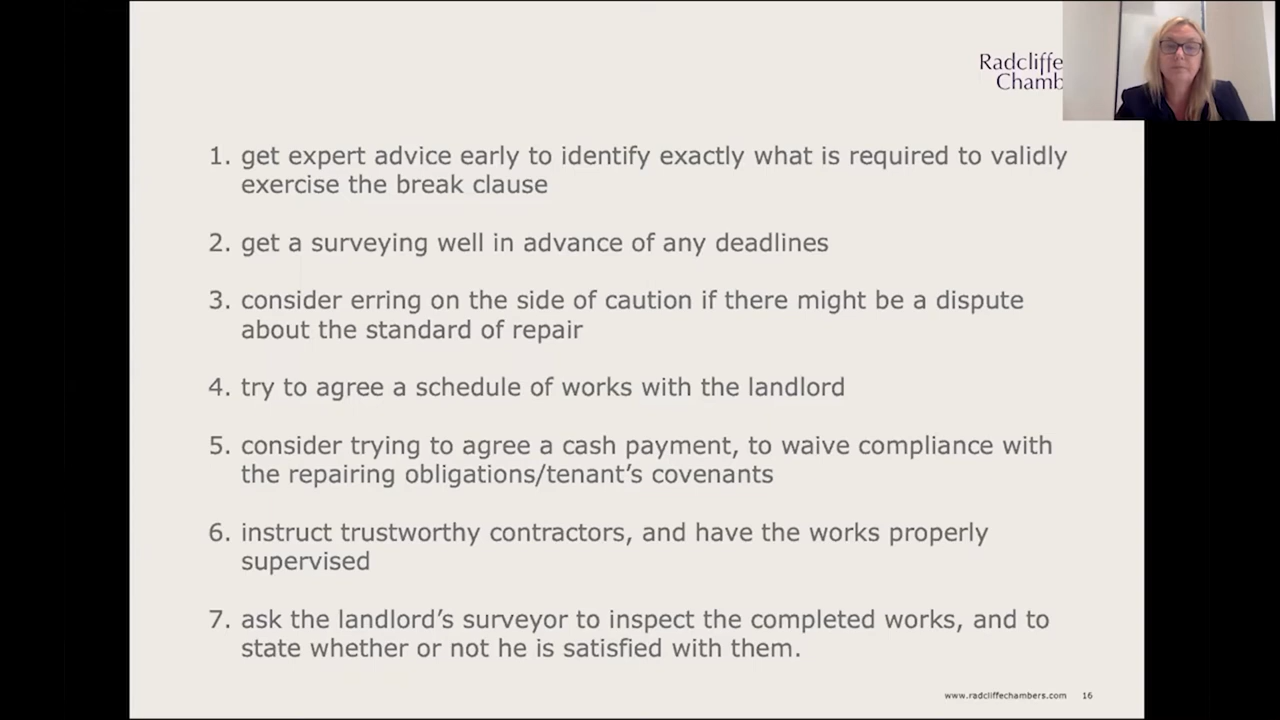 Radcliffe
Chamb
1. get expert advice early to identify exactly what is required to validly
exercise the break clause
2. get a surveying well in advance of any deadlines
3. consider erring on the side of caution if there might be a dispute
about the standard of repair
4. try to agree a schedule of works with the landlord
5. consider trying to agree a cash payment, to waive compliance with
the repairing obligations/tenant's covenants
6. instruct trustworthy contractors, and have the works properly
supervised
7. ask the landlord's surveyor to inspect the completed works, and to
state whether or not he is satisfied with them.
www.radcliffechambers.com 16